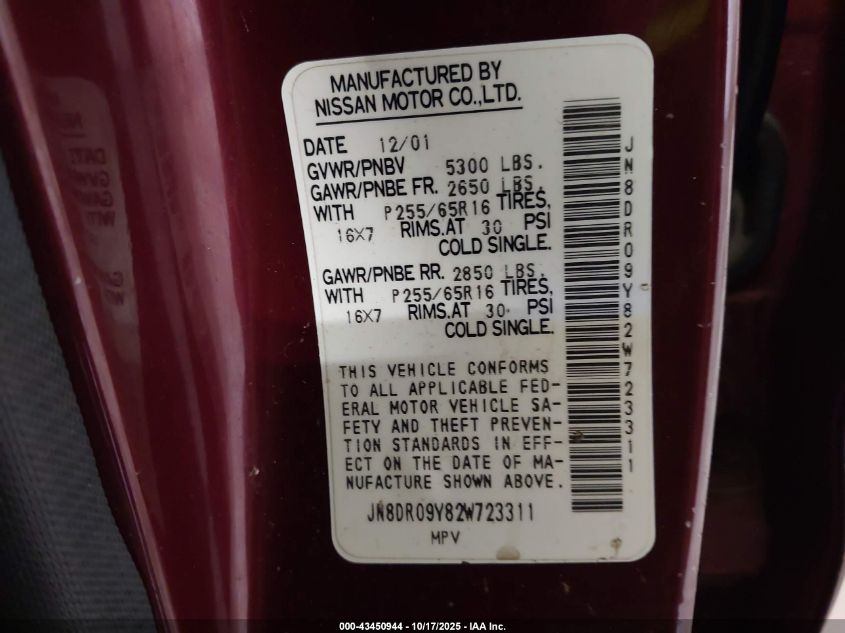 MANUFACTURED BY
NISSAN MOTOR CO.,LTD.
DATE 12/01
GVWR/PNBV 5300 LBS.
GAWR/PNBE FR. 2650 LBS.
WITH P255/65R16 TIRES,
16X7 RIMS.AT 30 PSI
COLD SINGLE.
GAWR/PNBE RR. 2850 LBS.
WITH P255/65R16 TIRES,
16X7 RIMS.AT 30 PSI
COLD SINGLE.
THIS VEHICLE CONFORMS
TO ALL APPLICABLE FED-
ERAL MOTOR VEHICLE SA-
FETY AND THEFT PREVEN-
TION STANDARDS IN EFF-
ECT ON THE DATE OF MA-
NUFACTURE SHOWN ABOVE.
JN8DR09Y82W723311
MPV
JN8DR09Y82W723311
000-43450944 | 10/17/2025 - IAA Inc.